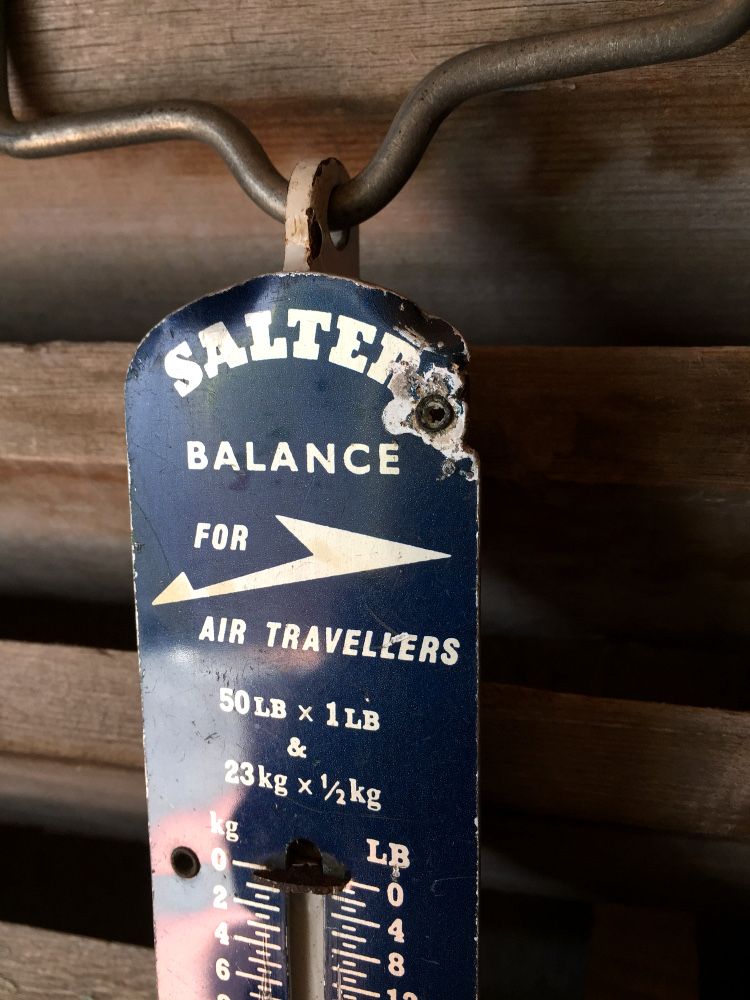 SALTER
BALANCE
FOR
AIR TRAVELLERS
50LB x 1LB
&
23kg x ½kg
kg LB
0 0
2 4
4 8
6 12